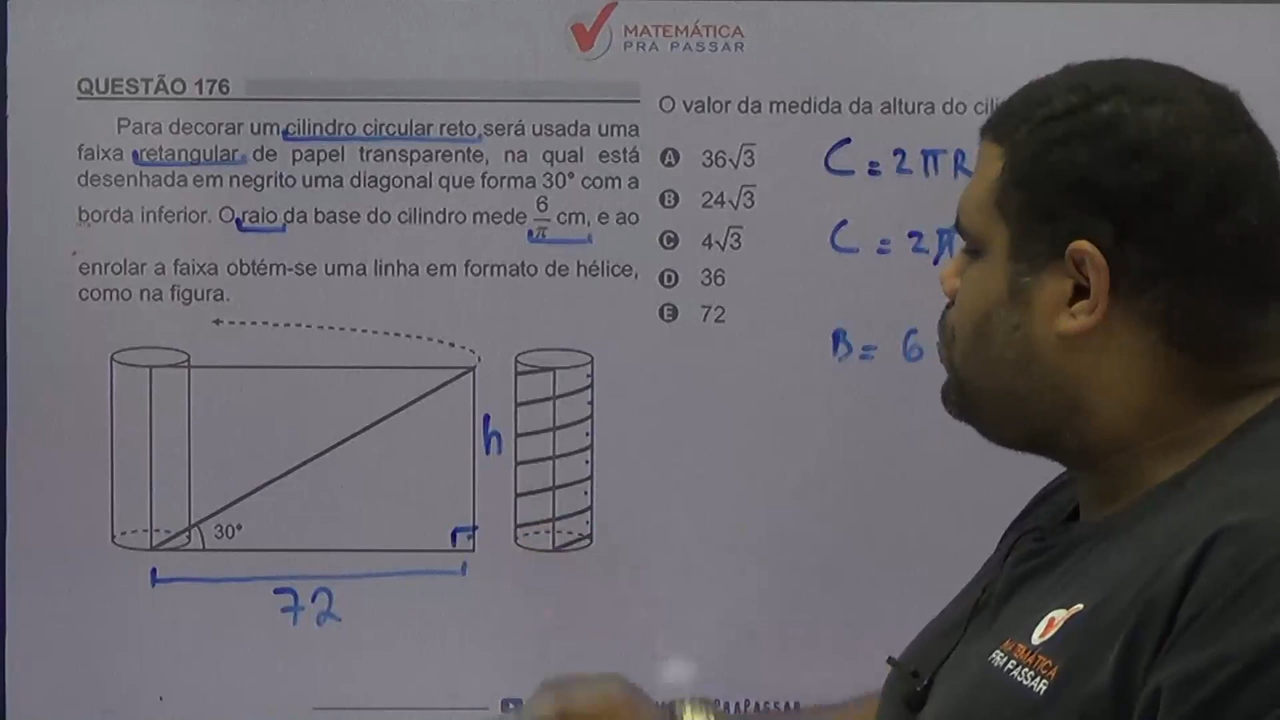 MATEMÁTICA
PRA PASSAR
QUESTÃO 176
Para decorar um cilindro circular reto será usada uma
faixa retangular de papel transparente, na qual está
desenhada em negrito uma diagonal que forma 30° com a
borda inferior. O raio da base do cilindro mede 6/π cm, e ao
enrolar a faixa obtém-se uma linha em formato de hélice,
como na figura.
30°
h
72
O valor da medida da altura do
A 36√3
B 24√3
C 4√3
D 36
E 72
C = 2πR
C = 2π
B = 6
MATEMÁTICA
PRA PASSAR
PRAPASSAR